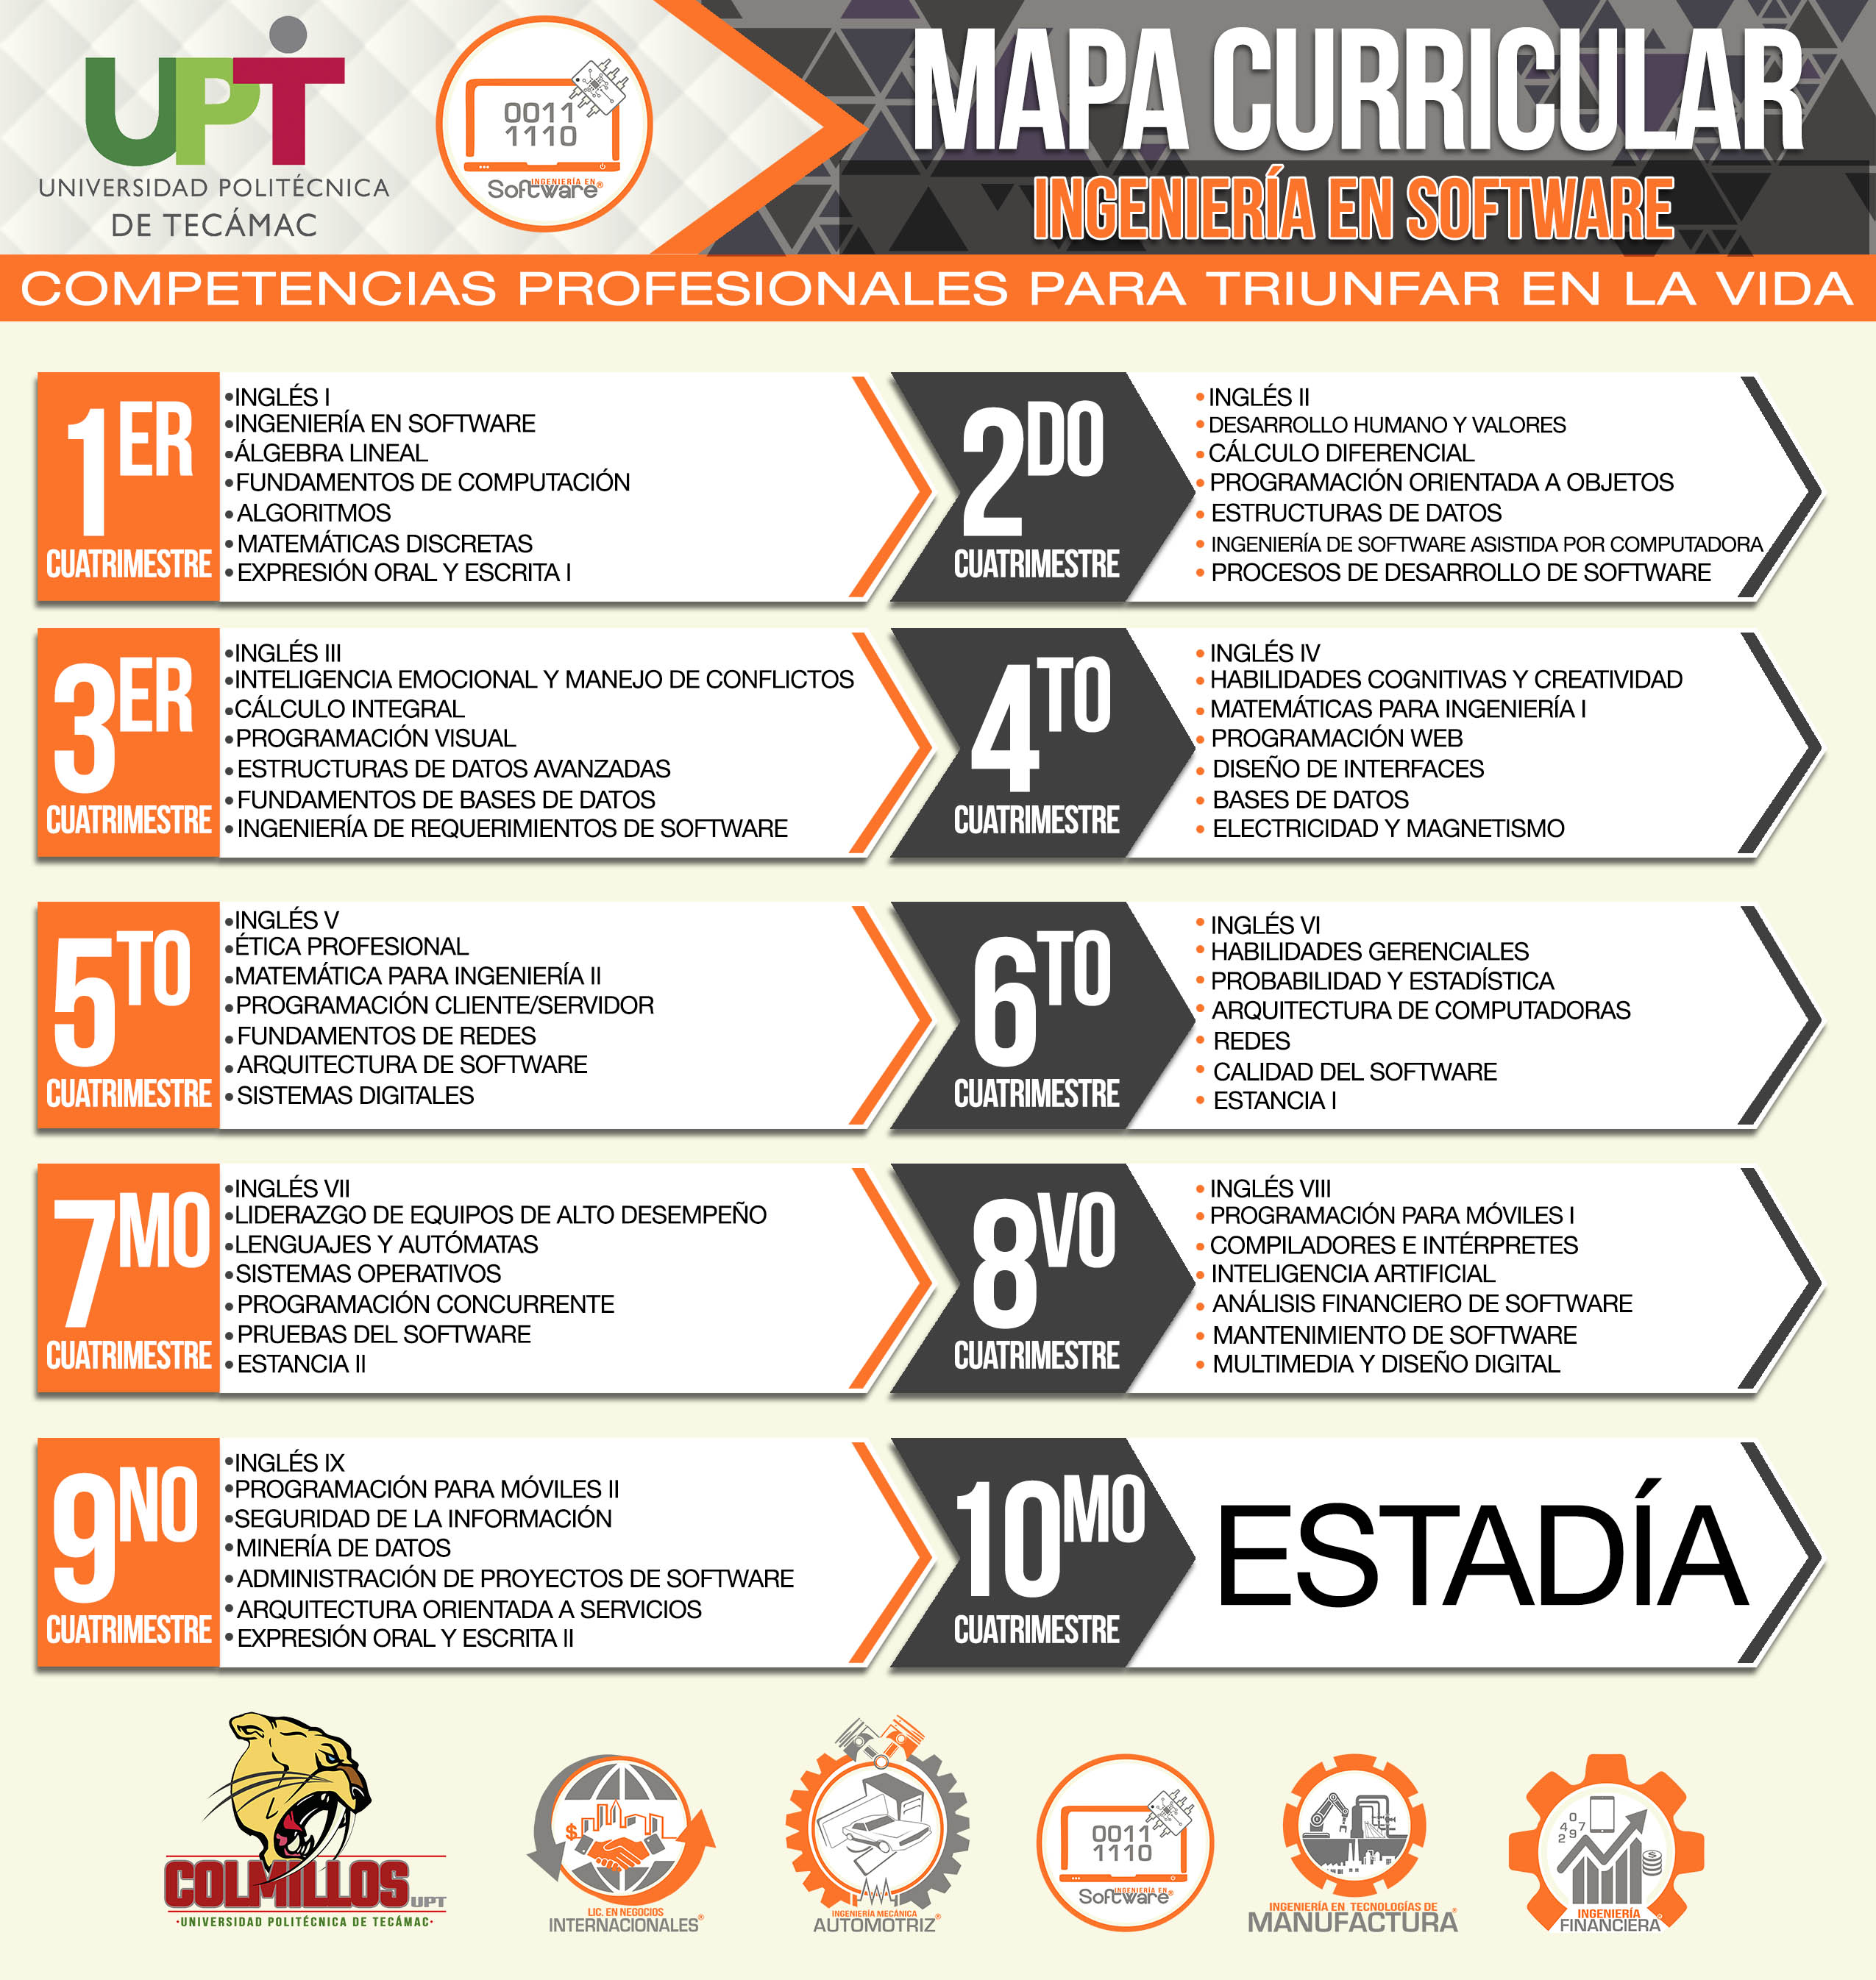 UPT
UNIVERSIDAD POLITÉCNICA
DE TECÁMAC
0011
1110
INGENIERÍA EN
Software®
MAPA CURRICULAR
INGENIERÍA EN SOFTWARE
COMPETENCIAS PROFESIONALES PARA TRIUNFAR EN LA VIDA
1ER
CUATRIMESTRE
•INGLÉS I
•INGENIERÍA EN SOFTWARE
•ÁLGEBRA LINEAL
•FUNDAMENTOS DE COMPUTACIÓN
•ALGORITMOS
•MATEMÁTICAS DISCRETAS
•EXPRESIÓN ORAL Y ESCRITA I
2DO
CUATRIMESTRE
•INGLÉS II
•DESARROLLO HUMANO Y VALORES
•CÁLCULO DIFERENCIAL
•PROGRAMACIÓN ORIENTADA A OBJETOS
•ESTRUCTURAS DE DATOS
•INGENIERÍA DE SOFTWARE ASISTIDA POR COMPUTADORA
•PROCESOS DE DESARROLLO DE SOFTWARE
3ER
CUATRIMESTRE
•INGLÉS III
•INTELIGENCIA EMOCIONAL Y MANEJO DE CONFLICTOS
•CÁLCULO INTEGRAL
•PROGRAMACIÓN VISUAL
•ESTRUCTURAS DE DATOS AVANZADAS
•FUNDAMENTOS DE BASES DE DATOS
•INGENIERÍA DE REQUERIMIENTOS DE SOFTWARE
4TO
CUATRIMESTRE
•INGLÉS IV
•HABILIDADES COGNITIVAS Y CREATIVIDAD
•MATEMÁTICAS PARA INGENIERÍA I
•PROGRAMACIÓN WEB
•DISEÑO DE INTERFACES
•BASES DE DATOS
•ELECTRICIDAD Y MAGNETISMO
5TO
CUATRIMESTRE
•INGLÉS V
•ÉTICA PROFESIONAL
•MATEMÁTICA PARA INGENIERÍA II
•PROGRAMACIÓN CLIENTE/SERVIDOR
•FUNDAMENTOS DE REDES
•ARQUITECTURA DE SOFTWARE
•SISTEMAS DIGITALES
6TO
CUATRIMESTRE
•INGLÉS VI
•HABILIDADES GERENCIALES
•PROBABILIDAD Y ESTADÍSTICA
•ARQUITECTURA DE COMPUTADORAS
•REDES
•CALIDAD DEL SOFTWARE
•ESTANCIA I
7MO
CUATRIMESTRE
•INGLÉS VII
•LIDERAZGO DE EQUIPOS DE ALTO DESEMPEÑO
•LENGUAJES Y AUTÓMATAS
•SISTEMAS OPERATIVOS
•PROGRAMACIÓN CONCURRENTE
•PRUEBAS DEL SOFTWARE
•ESTANCIA II
8VO
CUATRIMESTRE
•INGLÉS VIII
•PROGRAMACIÓN PARA MÓVILES I
•COMPILADORES E INTÉRPRETES
•INTELIGENCIA ARTIFICIAL
•ANÁLISIS FINANCIERO DE SOFTWARE
•MANTENIMIENTO DE SOFTWARE
•MULTIMEDIA Y DISEÑO DIGITAL
9NO
CUATRIMESTRE
•INGLÉS IX
•PROGRAMACIÓN PARA MÓVILES II
•SEGURIDAD DE LA INFORMACIÓN
•MINERÍA DE DATOS
•ADMINISTRACIÓN DE PROYECTOS DE SOFTWARE
•ARQUITECTURA ORIENTADA A SERVICIOS
•EXPRESIÓN ORAL Y ESCRITA II
10MO
CUATRIMESTRE
ESTADÍA
COLMILLOS UPT
•UNIVERSIDAD POLITÉCNICA DE TECÁMAC•
$
LIC. EN NEGOCIOS
INTERNACIONALES®
INGENIERÍA MECÁNICA
AUTOMOTRIZ®
0011
1110
INGENIERÍA EN
Software®
INGENIERÍA EN TECNOLOGÍAS DE
MANUFACTURA®
0
4 7
2 9
INGENIERÍA
FINANCIERA®